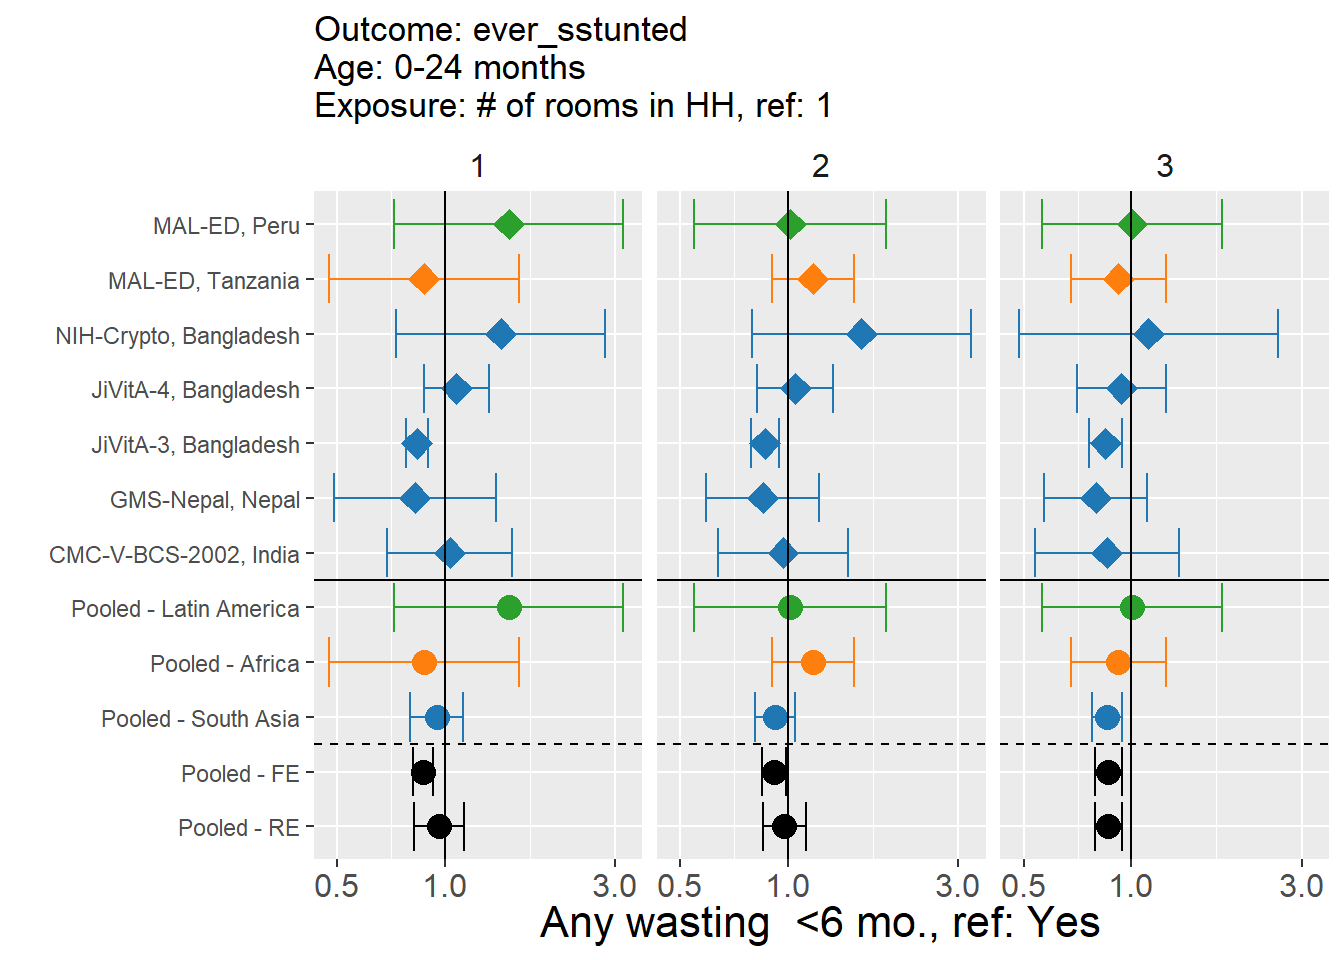 Outcome: ever_sstunted
Age: 0-24 months
Exposure: # of rooms in HH, ref: 1
1 2 3
MAL-ED, Peru
MAL-ED, Tanzania
NIH-Crypto, Bangladesh
JiVitA-4, Bangladesh
JiVitA-3, Bangladesh
GMS-Nepal, Nepal
CMC-V-BCS-2002, India
Pooled - Latin America
Pooled - Africa
Pooled - South Asia
Pooled - FE
Pooled - RE
0.5 1.0 3.0 0.5 1.0 3.0 0.5 1.0 3.0
Any wasting <6 mo., ref: Yes